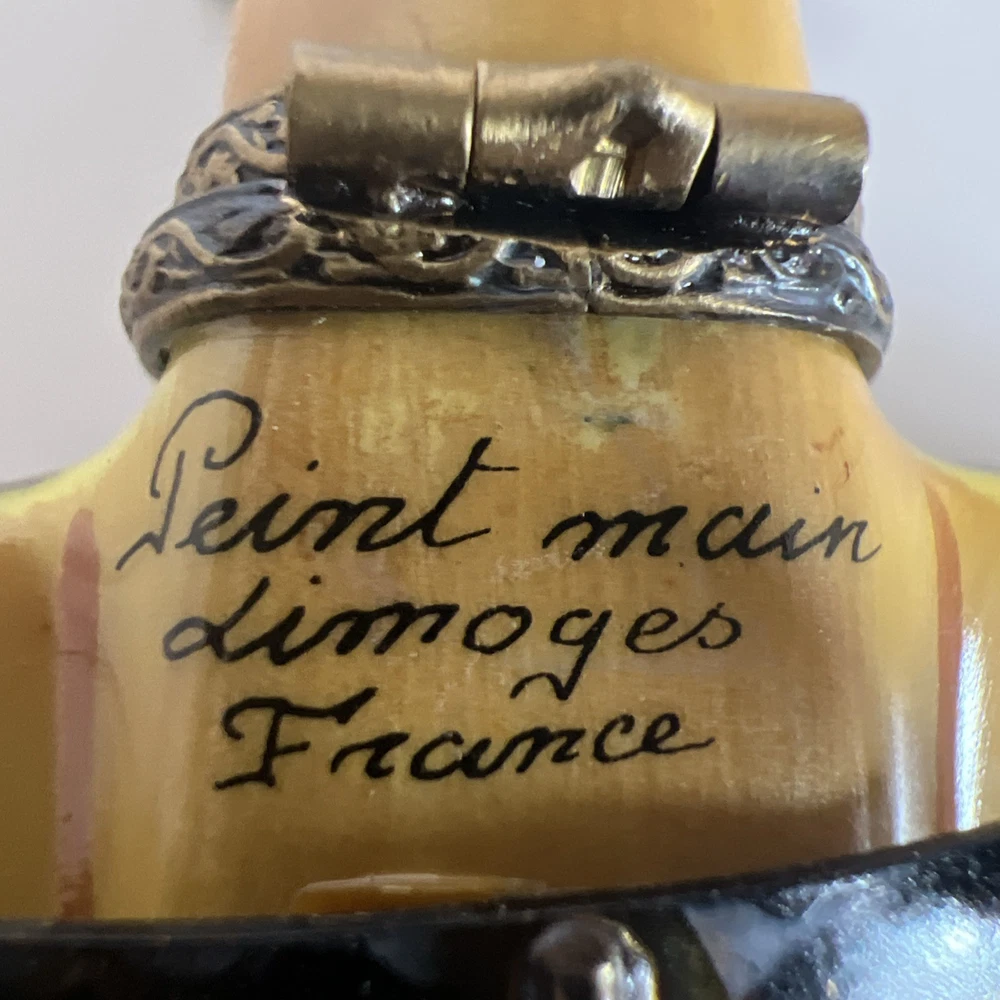 Peint main
Limoges
France